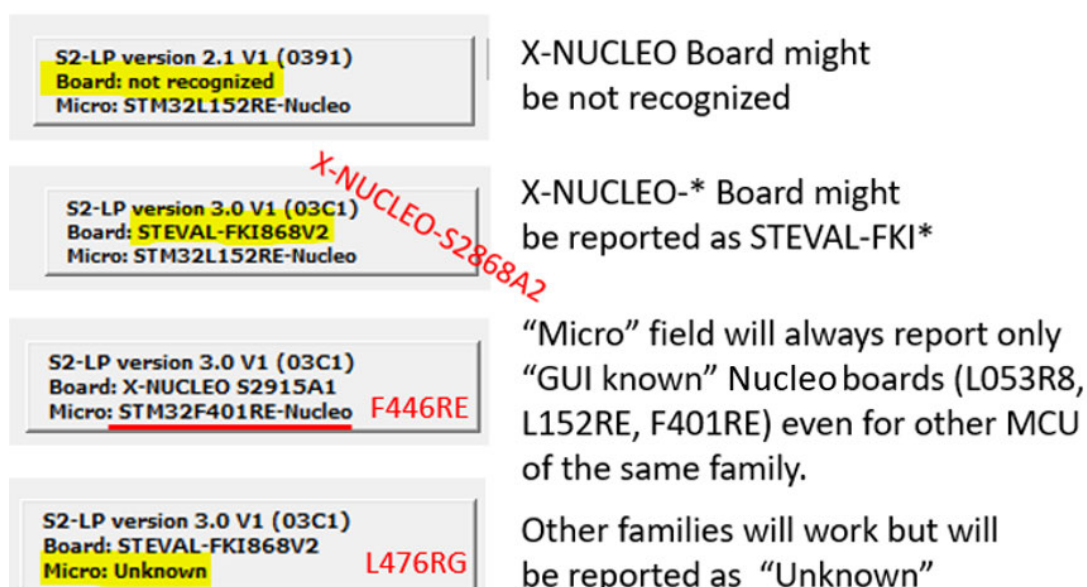 S2-LP version 2.1 V1 (0391)
Board: not recognized
Micro: STM32L152RE-Nucleo
X-NUCLEO Board might
be not recognized
S2-LP version 3.0 V1 (03C1)
Board: STEVAL-FKI868V2
Micro: STM32L152RE-Nucleo
X-NUCLEO-S2868A2
X-NUCLEO-* Board might
be reported as STEVAL-FKI*
S2-LP version 3.0 V1 (03C1)
Board: X-NUCLEO S2915A1
Micro: STM32F401RE-Nucleo
F446RE
“Micro” field will always report only
“GUI known” Nucleo boards (L053R8,
L152RE, F401RE) even for other MCU
of the same family.
S2-LP version 3.0 V1 (03C1)
Board: STEVAL-FKI868V2
Micro: Unknown
L476RG
Other families will work but will
be reported as “Unknown”